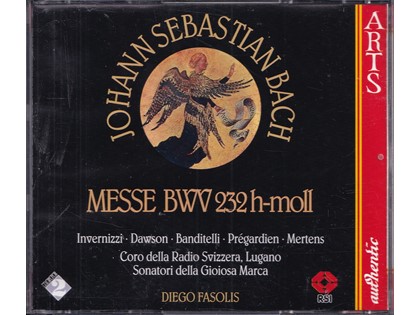 JOHANN SEBASTIAN BACH
MESSE BWV 232 h-moll
Invernizzi · Dawson · Banditelli · Prégardien · Mertens
Coro della Radio Svizzera, Lugano
Sonatori della Gioiosa Marca
DIEGO FASOLIS
2
RSI
ARTS
authentic